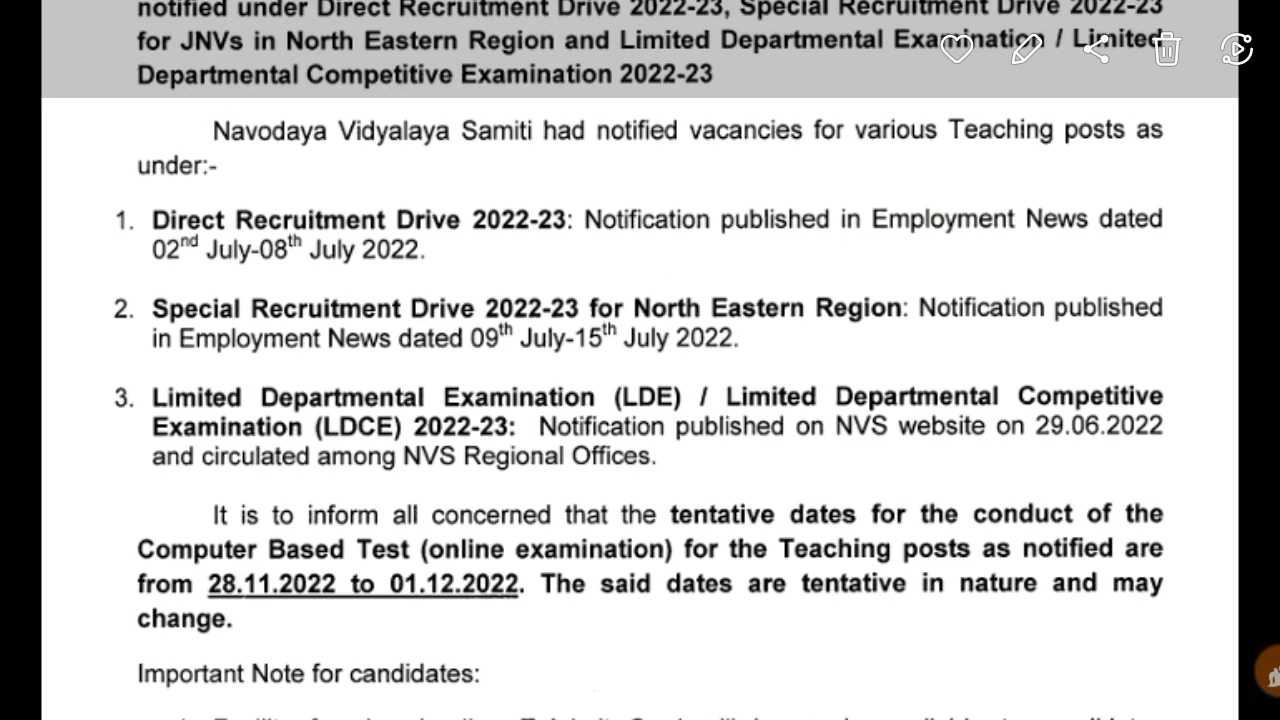 notified under Direct Recruitment Drive 2022-23, Special Recruitment Drive 2022-23
for JNVs in North Eastern Region and Limited Departmental Examination / Limited
Departmental Competitive Examination 2022-23
Navodaya Vidyalaya Samiti had notified vacancies for various Teaching posts as
under:-
1. Direct Recruitment Drive 2022-23: Notification published in Employment News dated
02nd July-08th July 2022.
2. Special Recruitment Drive 2022-23 for North Eastern Region: Notification published
in Employment News dated 09th July-15th July 2022.
3. Limited Departmental Examination (LDE) / Limited Departmental Competitive
Examination (LDCE) 2022-23: Notification published on NVS website on 29.06.2022
and circulated among NVS Regional Offices.
It is to inform all concerned that the tentative dates for the conduct of the
Computer Based Test (online examination) for the Teaching posts as notified are
from 28.11.2022 to 01.12.2022. The said dates are tentative in nature and may
change.
Important Note for candidates: